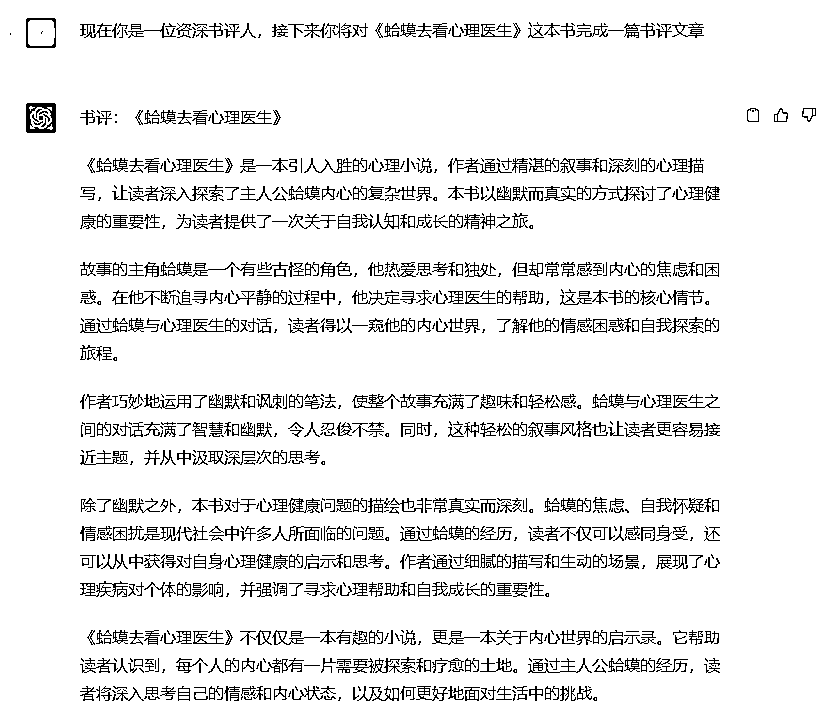 现在你是一位资深书评人，接下来你将对《蛤蟆去看心理医生》这本书完成一篇书评文章
书评：《蛤蟆去看心理医生》
《蛤蟆去看心理医生》是一本引人入胜的心理小说，作者通过精湛的叙事和深刻的心理描
写，让读者深入探索了主人公蛤蟆内心的复杂世界。本书以幽默而真实的方式探讨了心理健
康的重要性，为读者提供了一次关于自我认知和成长的精神之旅。
故事的主角蛤蟆是一个有些古怪的角色，他热爱思考和独处，但却常常感到内心的焦虑和困
惑。在他不断追寻内心平静的过程中，他决定寻求心理医生的帮助，这是本书的核心情节。
通过蛤蟆与心理医生的对话，读者得以一窥他的内心世界，了解他的情感困惑和自我探索的
旅程。
作者巧妙地运用了幽默和讽刺的笔法，使整个故事充满了趣味和轻松感。蛤蟆与心理医生之
间的对话充满了智慧和幽默，令人忍俊不禁。同时，这种轻松的叙事风格也让读者更容易接
近主题，并从中汲取深层次的思考。
除了幽默之外，本书对于心理健康问题的描绘也非常真实而深刻。蛤蟆的焦虑、自我怀疑和
情感困扰是现代社会中许多人所面临的问题。通过蛤蟆的经历，读者不仅可以感同身受，还
可以从中获得对自身心理健康的启示和思考。作者通过细腻的描写和生动的场景，展现了心
理疾病对个体的影响，并强调了寻求心理帮助和自我成长的重要性。
《蛤蟆去看心理医生》不仅仅是一本有趣的小说，更是一本关于内心世界的启示录。它帮助
读者认识到，每个人的内心都有一片需要被探索和疗愈的土地。通过主人公蛤蟆的经历，读
者将深入思考自己的情感和内心状态，以及如何更好地面对生活中的挑战。